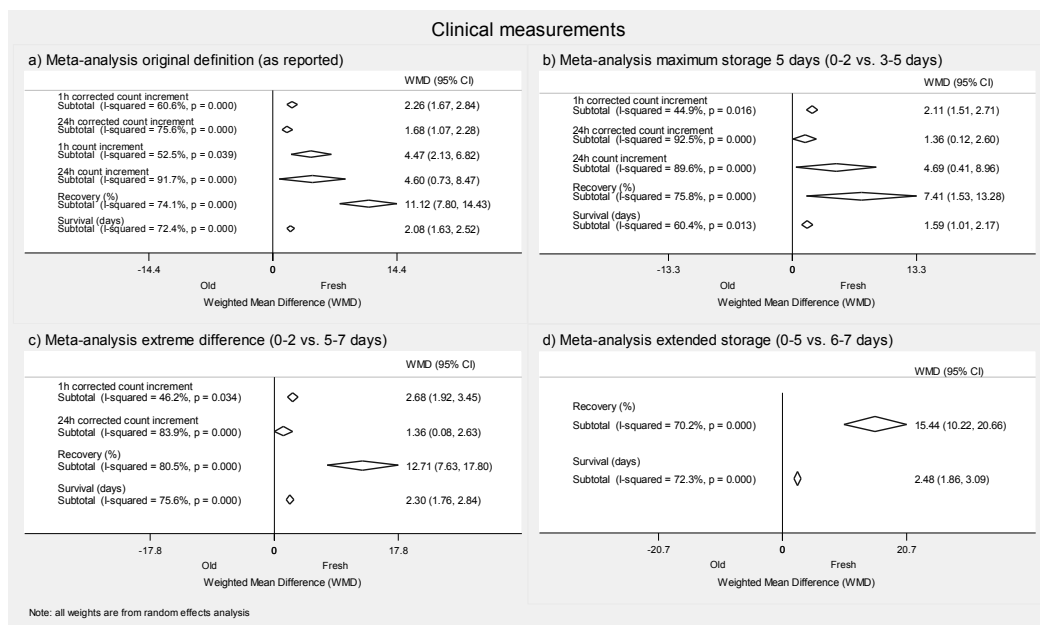 Clinical measurements
a) Meta-analysis original definition (as reported)
WMD (95% CI)
1h corrected count increment
Subtotal (I-squared = 60.6%, p = 0.000)
2.26 (1.67, 2.84)
24h corrected count increment
Subtotal (I-squared = 75.6%, p = 0.000)
1.68 (1.07, 2.28)
1h count increment
Subtotal (I-squared = 52.5%, p = 0.039)
4.47 (2.13, 6.82)
24h count increment
Subtotal (I-squared = 91.7%, p = 0.000)
4.60 (0.73, 8.47)
Recovery (%)
Subtotal (I-squared = 74.1%, p = 0.000)
11.12 (7.80, 14.43)
Survival (days)
Subtotal (I-squared = 72.4%, p = 0.000)
2.08 (1.63, 2.52)
-14.4 0 14.4
Old Fresh
Weighted Mean Difference (WMD)
b) Meta-analysis maximum storage 5 days (0-2 vs. 3-5 days)
WMD (95% CI)
1h corrected count increment
Subtotal (I-squared = 44.9%, p = 0.016)
2.11 (1.51, 2.71)
24h corrected count increment
Subtotal (I-squared = 92.5%, p = 0.000)
1.36 (0.12, 2.60)
24h count increment
Subtotal (I-squared = 89.6%, p = 0.000)
4.69 (0.41, 8.96)
Recovery (%)
Subtotal (I-squared = 75.8%, p = 0.000)
7.41 (1.53, 13.28)
Survival (days)
Subtotal (I-squared = 60.4%, p = 0.013)
1.59 (1.01, 2.17)
-13.3 0 13.3
Old Fresh
Weighted Mean Difference (WMD)
c) Meta-analysis extreme difference (0-2 vs. 5-7 days)
WMD (95% CI)
1h corrected count increment
Subtotal (I-squared = 46.2%, p = 0.034)
2.68 (1.92, 3.45)
24h corrected count increment
Subtotal (I-squared = 83.9%, p = 0.000)
1.36 (0.08, 2.63)
Recovery (%)
Subtotal (I-squared = 80.5%, p = 0.000)
12.71 (7.63, 17.80)
Survival (days)
Subtotal (I-squared = 75.6%, p = 0.000)
2.30 (1.76, 2.84)
-17.8 0 17.8
Old Fresh
Weighted Mean Difference (WMD)
d) Meta-analysis extended storage (0-5 vs. 6-7 days)
WMD (95% CI)
Recovery (%)
Subtotal (I-squared = 70.2%, p = 0.000)
15.44 (10.22, 20.66)
Survival (days)
Subtotal (I-squared = 72.3%, p = 0.000)
2.48 (1.86, 3.09)
-20.7 0 20.7
Old Fresh
Weighted Mean Difference (WMD)
Note: all weights are from random effects analysis